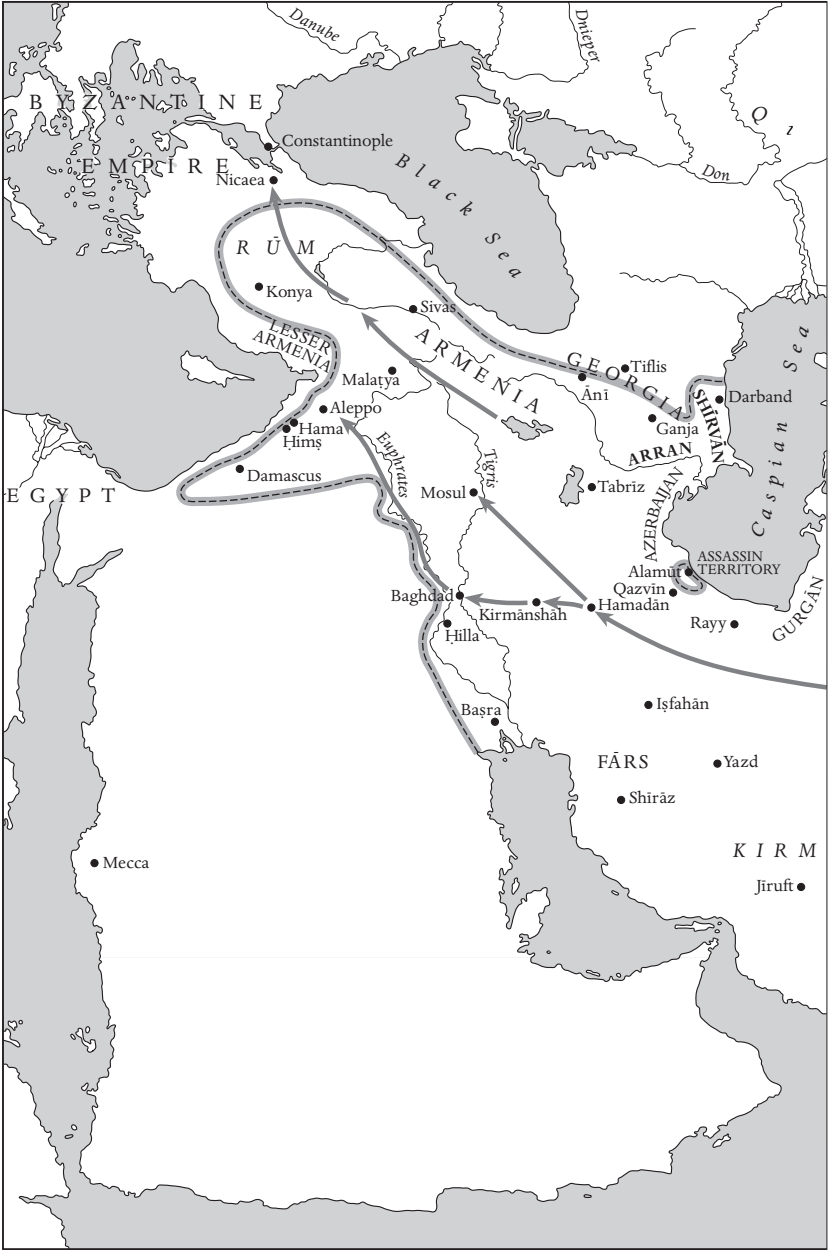 Danube
Dnieper
BYZANTINE
EMPIRE
Q i
Constantinople
Black Sea
Don
Nicaea
RŪM
Konya
Sivas
LESSER
ARMENIA
ARMENIA
GEORGIA
Tiflis
Ānī
Caspian Sea
Darband
SHĪRVĀN
Malaṭya
Aleppo
Ganja
Hama
Ḥimṣ
ARRAN
Euphrates
Tigris
Damascus
EGYPT
Mosul
Tabrīz
AZERBAIJAN
ASSASSIN
TERRITORY
Alamūt
Qazvīn
GURGĀN
Baghdad
Kirmānshāh
Hamadān
Rayy
Ḥilla
Baṣra
Iṣfahān
FĀRS
Yazd
Shīrāz
Mecca
KIRM
Jīruft